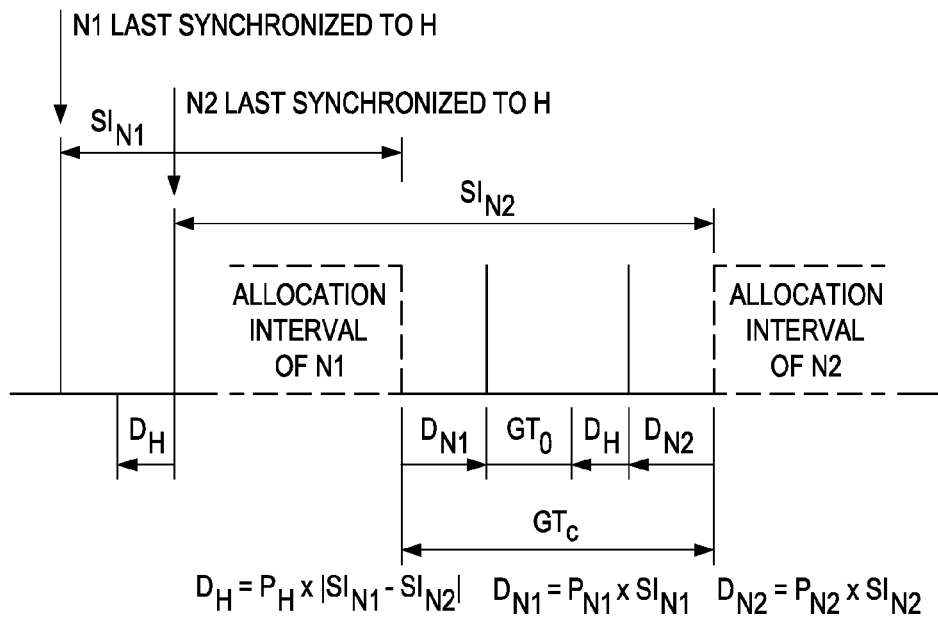 N1 LAST SYNCHRONIZED TO H
N2 LAST SYNCHRONIZED TO H
SI_N1
SI_N2
ALLOCATION
INTERVAL
OF N1
ALLOCATION
INTERVAL
OF N2
D_H
D_N1 GT_0 D_H D_N2
GT_c
D_H = P_H x |SI_N1 - SI_N2| D_N1 = P_N1 x SI_N1 D_N2 = P_N2 x SI_N2